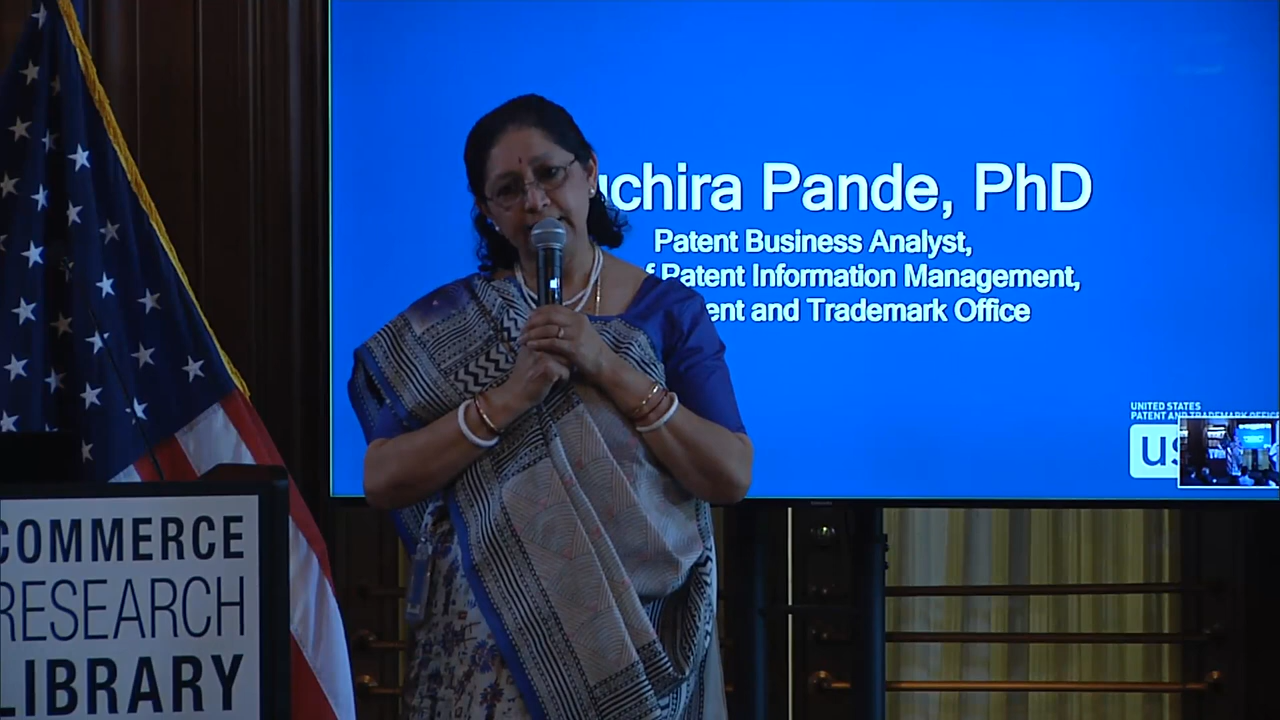 uchira Pande, PhD
Patent Business Analyst,
f Patent Information Management,
ent and Trademark Office
UNITED STATES
PATENT AND TRADEMARK OFFICE
us
COMMERCE
RESEARCH
LIBRARY